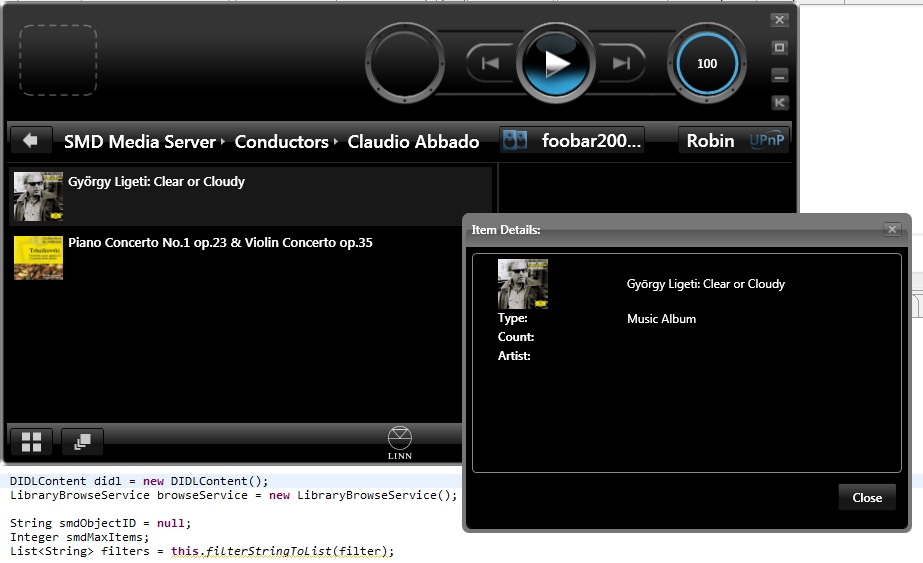 100
SMD Media Server Conductors Claudio Abbado foobar200... Robin UPnP
György Ligeti: Clear or Cloudy
Piano Concerto No.1 op.23 & Violin Concerto op.35
LINN
Item Details:
György Ligeti: Clear or Cloudy
Type: Music Album
Count:
Artist:
Close
DIDLContent didl = new DIDLContent();
LibraryBrowseService browseService = new LibraryBrowseService();
String smdObjectID = null;
Integer smdMaxItems;
List<String> filters = this.filterStringToList(filter);